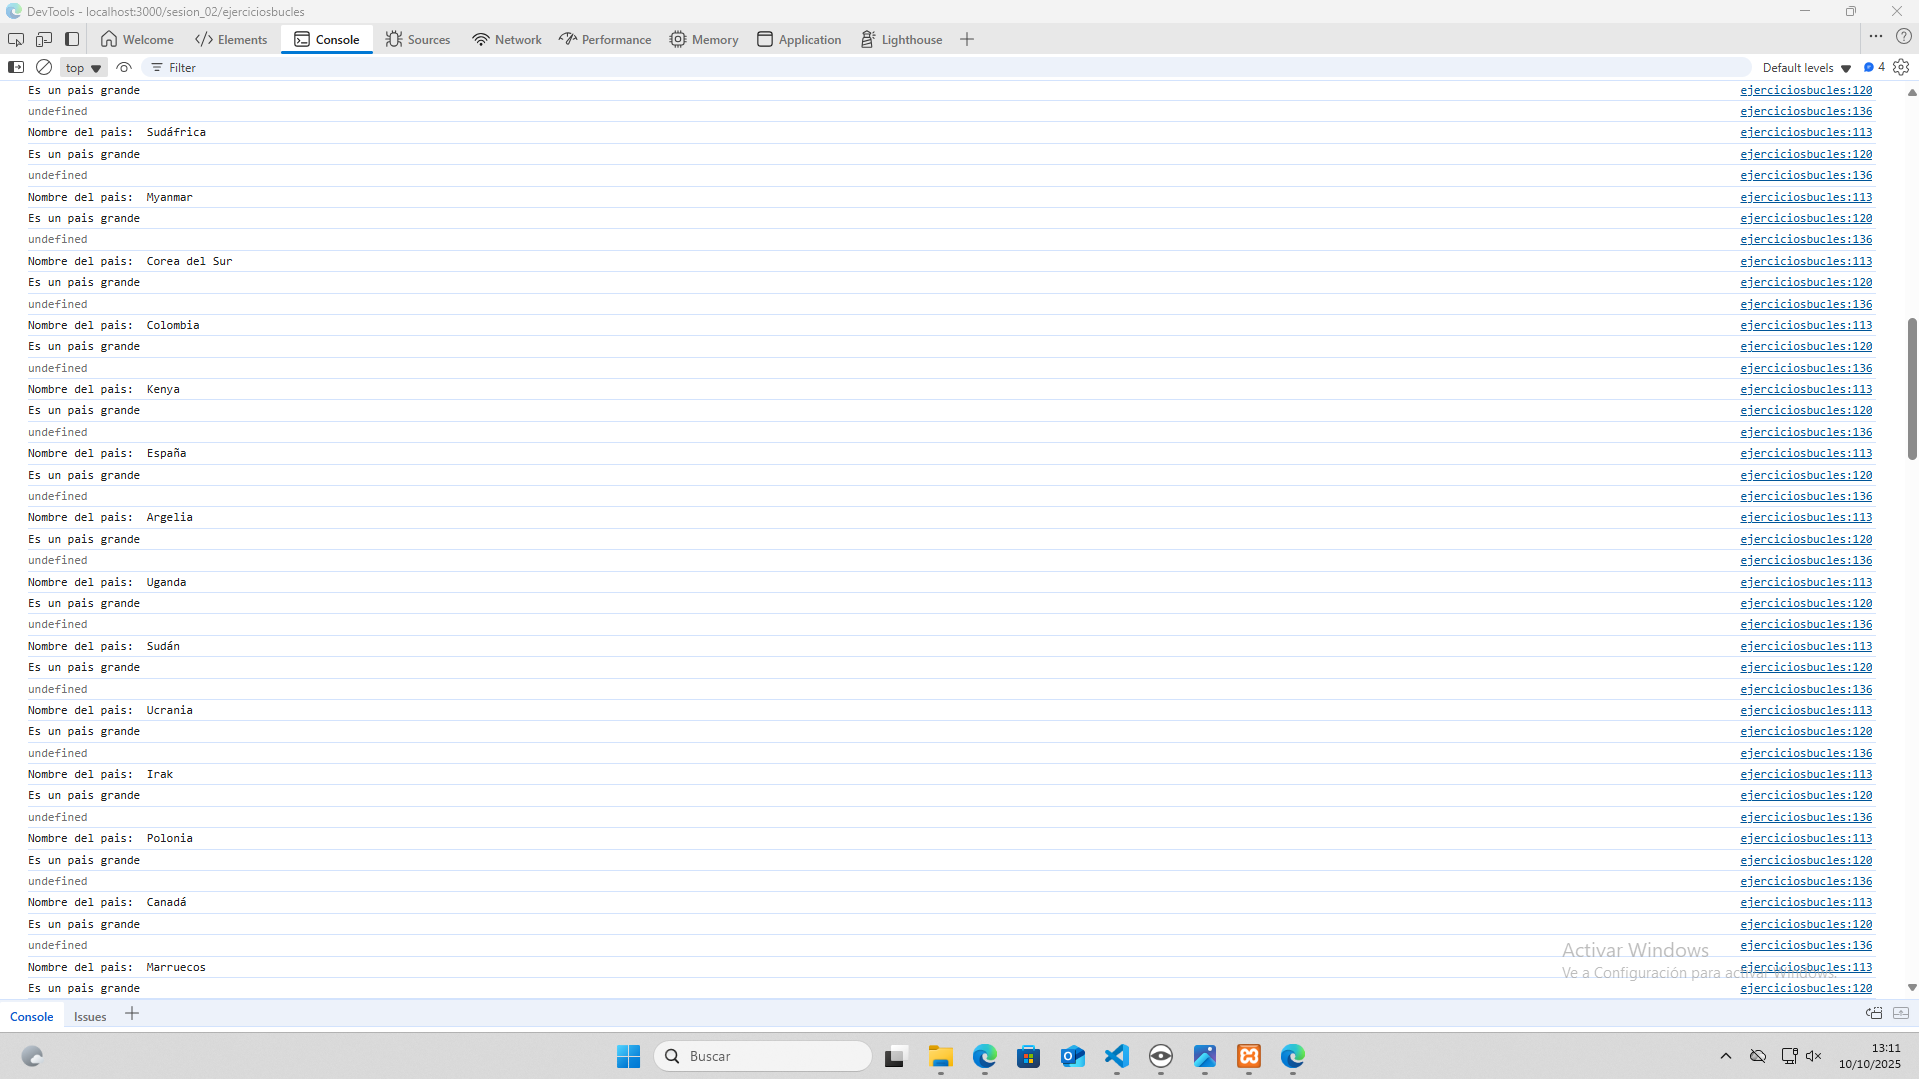 DevTools - localhost:3000/sesion_02/ejerciciosbucles
Welcome Elements Console Sources Network Performance Memory Application Lighthouse
top Filter Default levels 4
Es un pais grande ejerciciosbucles:120
undefined ejerciciosbucles:136
Nombre del pais: Sudáfrica ejerciciosbucles:113
Es un pais grande ejerciciosbucles:120
undefined ejerciciosbucles:136
Nombre del pais: Myanmar ejerciciosbucles:113
Es un pais grande ejerciciosbucles:120
undefined ejerciciosbucles:136
Nombre del pais: Corea del Sur ejerciciosbucles:113
Es un pais grande ejerciciosbucles:120
undefined ejerciciosbucles:136
Nombre del pais: Colombia ejerciciosbucles:113
Es un pais grande ejerciciosbucles:120
undefined ejerciciosbucles:136
Nombre del pais: Kenya ejerciciosbucles:113
Es un pais grande ejerciciosbucles:120
undefined ejerciciosbucles:136
Nombre del pais: España ejerciciosbucles:113
Es un pais grande ejerciciosbucles:120
undefined ejerciciosbucles:136
Nombre del pais: Argelia ejerciciosbucles:113
Es un pais grande ejerciciosbucles:120
undefined ejerciciosbucles:136
Nombre del pais: Uganda ejerciciosbucles:113
Es un pais grande ejerciciosbucles:120
undefined ejerciciosbucles:136
Nombre del pais: Sudán ejerciciosbucles:113
Es un pais grande ejerciciosbucles:120
undefined ejerciciosbucles:136
Nombre del pais: Ucrania ejerciciosbucles:113
Es un pais grande ejerciciosbucles:120
undefined ejerciciosbucles:136
Nombre del pais: Irak ejerciciosbucles:113
Es un pais grande ejerciciosbucles:120
undefined ejerciciosbucles:136
Nombre del pais: Polonia ejerciciosbucles:113
Es un pais grande ejerciciosbucles:120
undefined ejerciciosbucles:136
Nombre del pais: Canadá ejerciciosbucles:113
Es un pais grande ejerciciosbucles:120
undefined ejerciciosbucles:136
Activar Windows
Nombre del pais: Marruecos ejerciciosbucles:113
Ve a Configuración para activar Windows.
Es un pais grande ejerciciosbucles:120
Console Issues
Buscar
13:11
10/10/2025